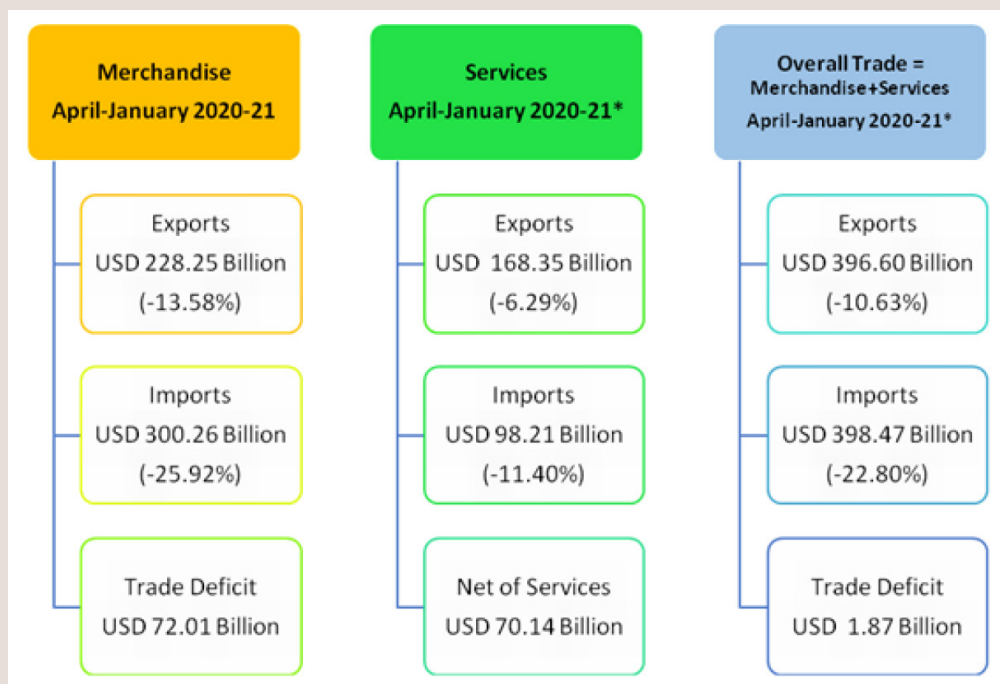 Merchandise
April-January 2020-21
Exports
USD 228.25 Billion
(-13.58%)
Imports
USD 300.26 Billion
(-25.92%)
Trade Deficit
USD 72.01 Billion
Services
April-January 2020-21*
Exports
USD 168.35 Billion
(-6.29%)
Imports
USD 98.21 Billion
(-11.40%)
Net of Services
USD 70.14 Billion
Overall Trade =
Merchandise+Services
April-January 2020-21*
Exports
USD 396.60 Billion
(-10.63%)
Imports
USD 398.47 Billion
(-22.80%)
Trade Deficit
USD 1.87 Billion